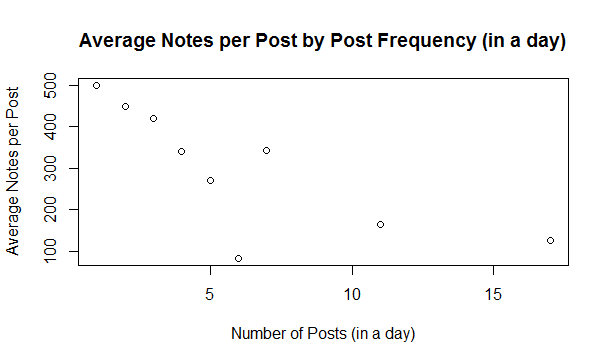 Average Notes per Post by Post Frequency (in a day)
Average Notes per Post
500
400
300
200
100
5 10 15
Number of Posts (in a day)